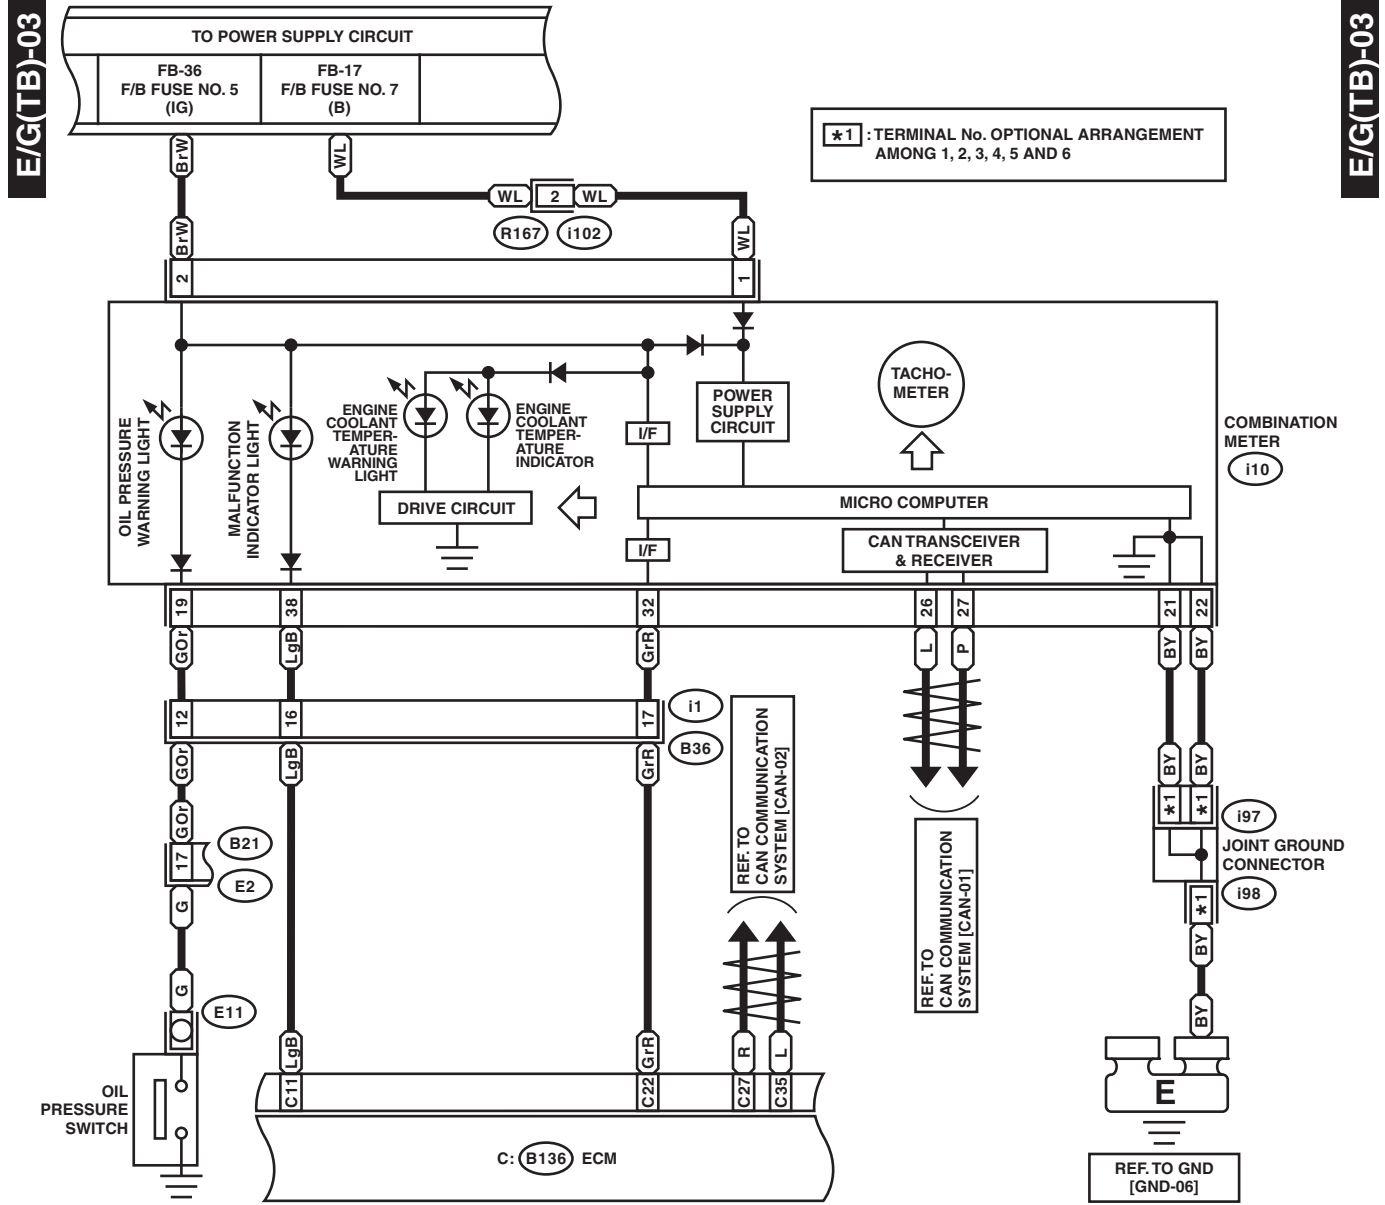 E/G(TB)-03
E/G(TB)-03
TO POWER SUPPLY CIRCUIT
FB-36
F/B FUSE NO. 5
(IG)
FB-17
F/B FUSE NO. 7
(B)
*1 : TERMINAL No. OPTIONAL ARRANGEMENT
AMONG 1, 2, 3, 4, 5 AND 6
BrW
WL
WL 2 WL
R167 i102
BrW
WL
2
1
OIL PRESSURE
WARNING LIGHT
MALFUNCTION
INDICATOR LIGHT
ENGINE
COOLANT
TEMPER-
ATURE
WARNING
LIGHT
ENGINE
COOLANT
TEMPER-
ATURE
INDICATOR
I/F
POWER
SUPPLY
CIRCUIT
TACHO-
METER
COMBINATION
METER
i10
DRIVE CIRCUIT
MICRO COMPUTER
I/F
CAN TRANSCEIVER
& RECEIVER
19 38 32 26 27 21 22
GOr LgB GrR L P BY BY
12 16 17
i1
B36
GOr LgB GrR
BY BY
*1 *1
i97
JOINT GROUND
CONNECTOR
i98
*1
BY
BY
REF. TO
CAN COMMUNICATION
SYSTEM [CAN-02]
REF. TO
CAN COMMUNICATION
SYSTEM [CAN-01]
GOr
17
B21
E2
G
G
E11
OIL
PRESSURE
SWITCH
LgB GrR R L
C11 C22 C27 C35
C: B136 ECM
E
REF. TO GND
[GND-06]